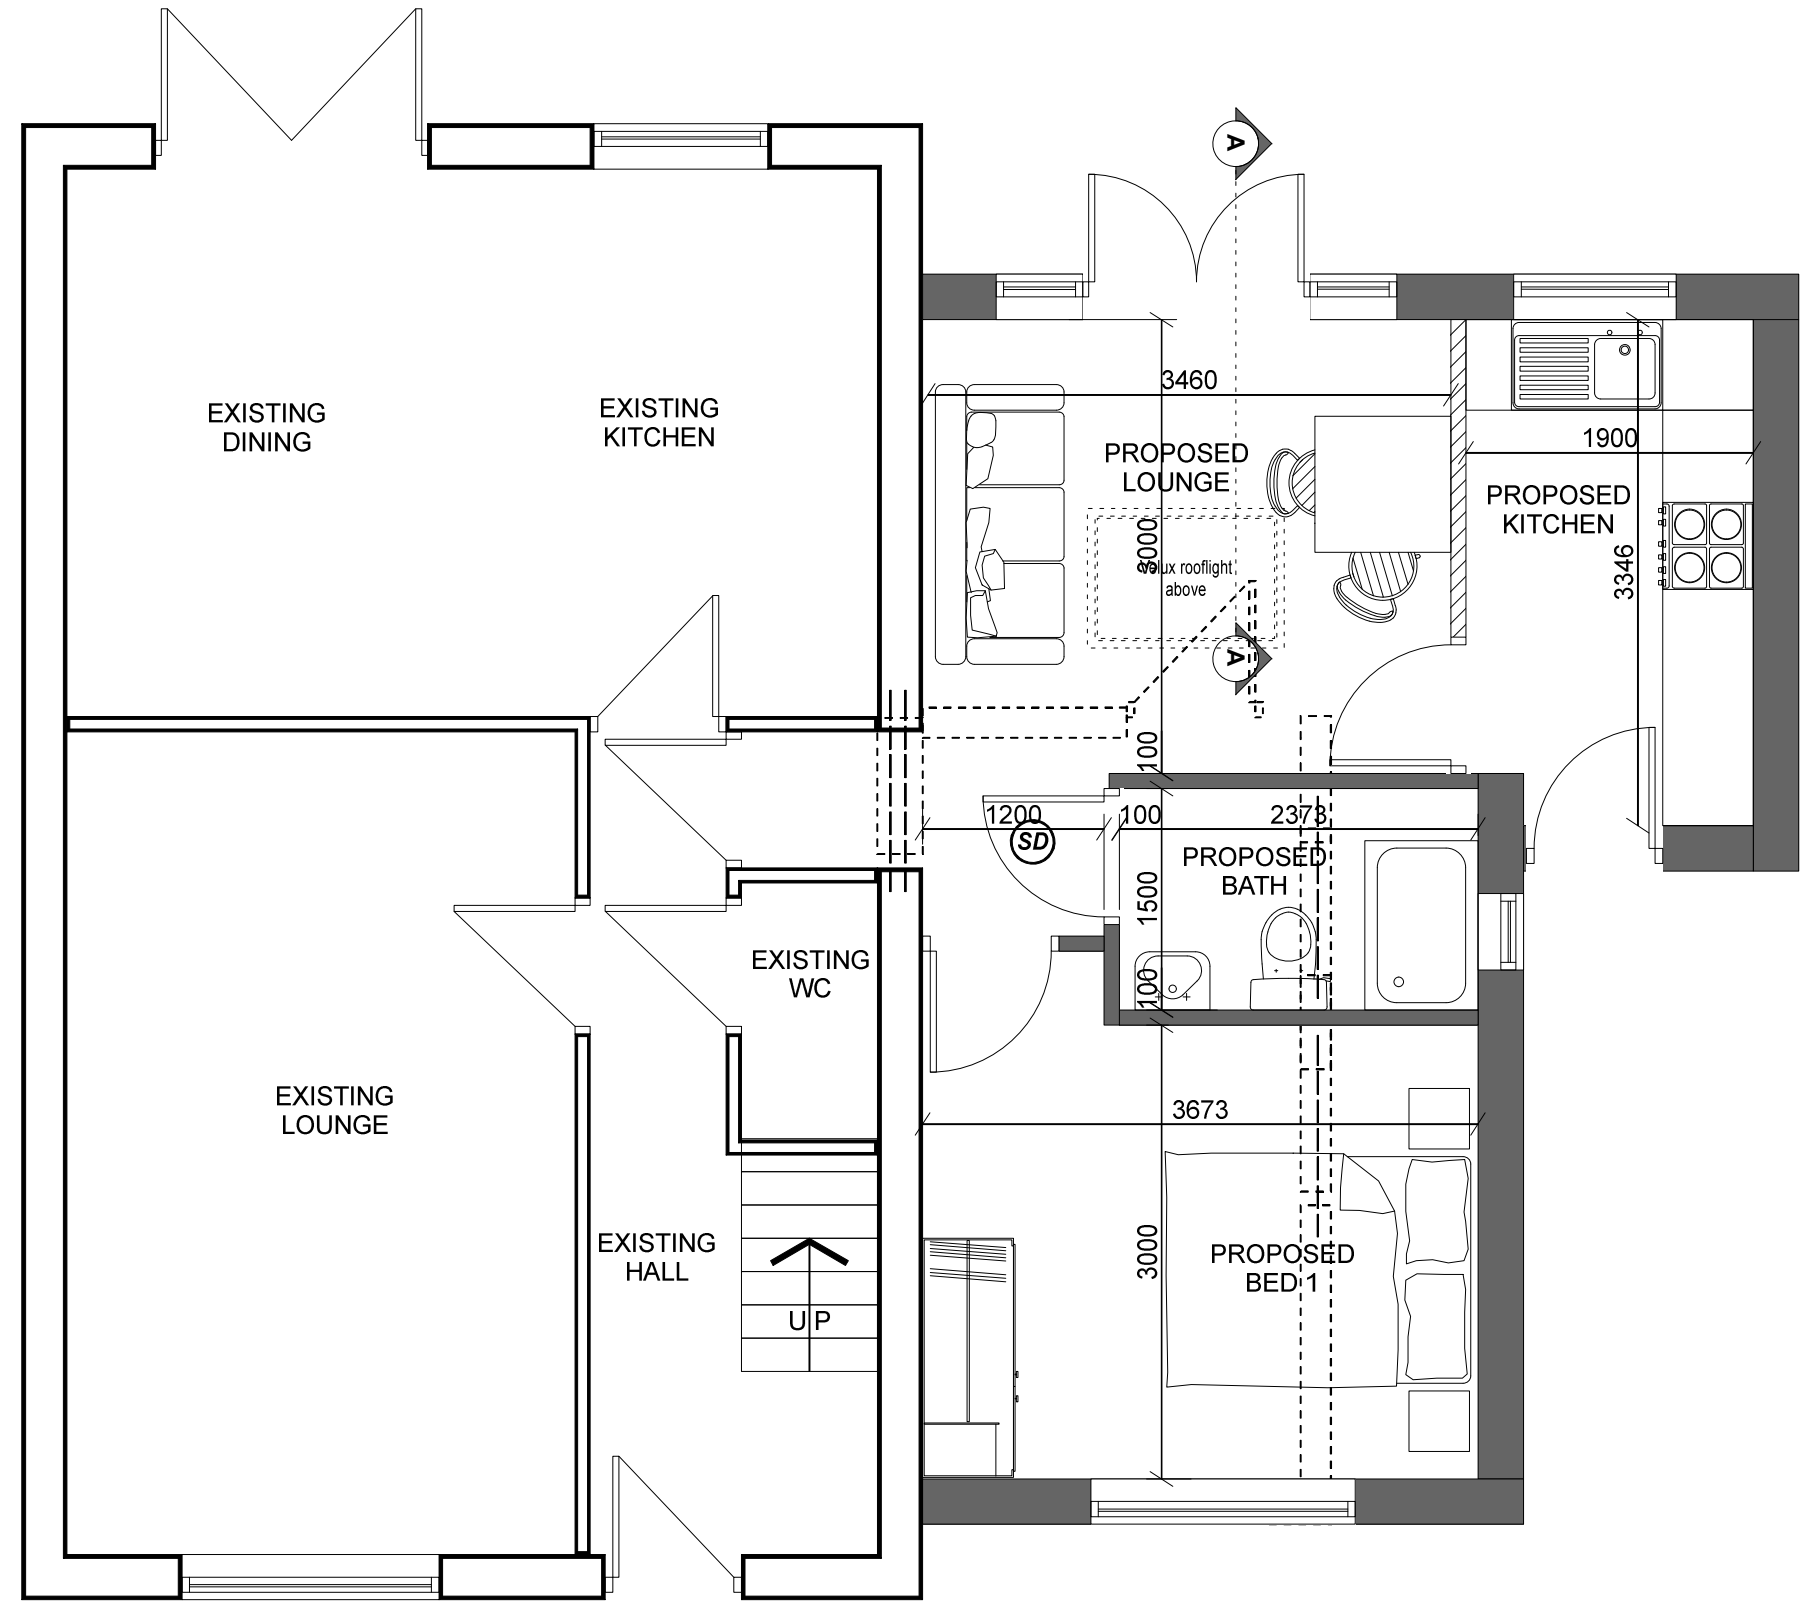 A
3460
EXISTING
DINING
EXISTING
KITCHEN
PROPOSED
LOUNGE
1900
PROPOSED
KITCHEN
3000
Velux rooflight
above
3346
A
100
1200
100
2373
SD
PROPOSED
BATH
1500
EXISTING
WC
100
EXISTING
LOUNGE
3673
EXISTING
HALL
3000
PROPOSED
BED 1
UP